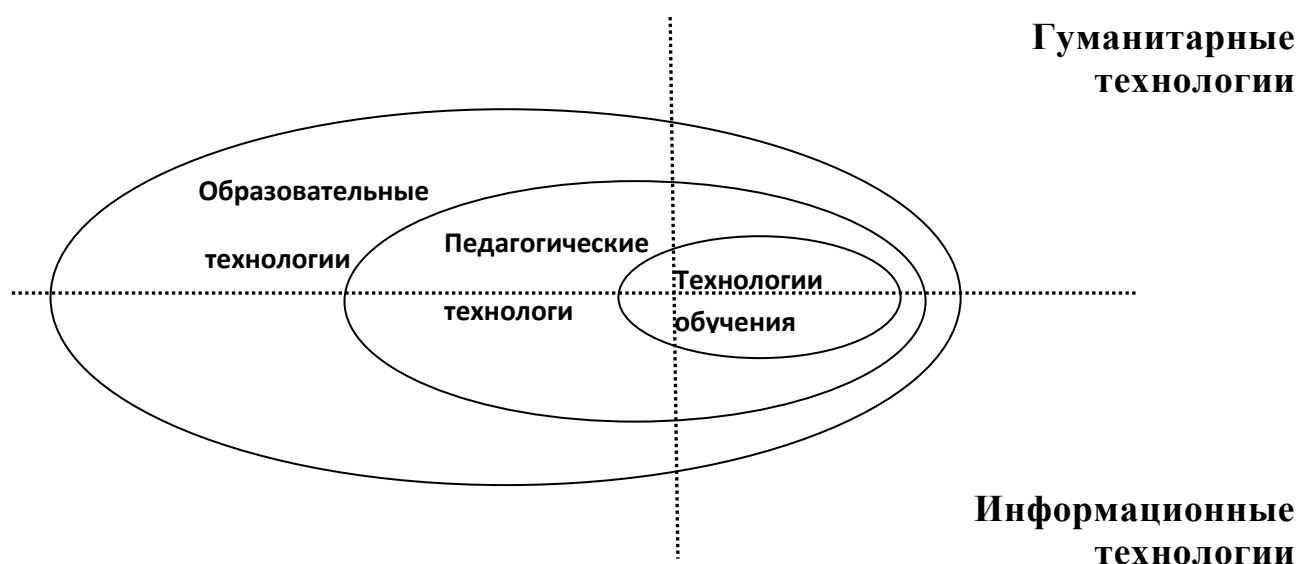 Гуманитарные
технологии
Образовательные
технологии
Педагогические
технологи
Технологии
обучения
Информационные
технологии